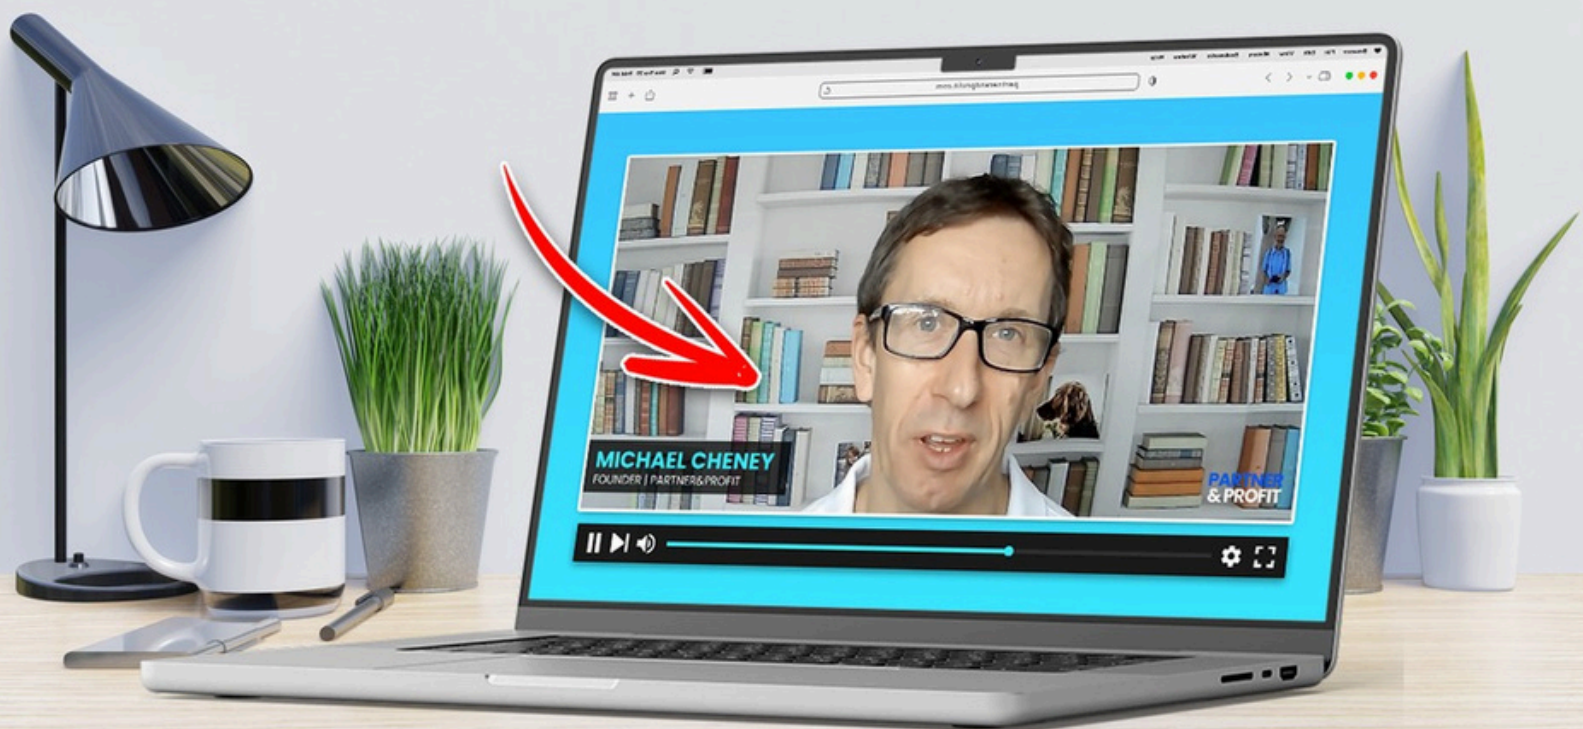 MICHAEL CHENEY
FOUNDER | PARTNER&PROFIT
PARTNER
& PROFIT